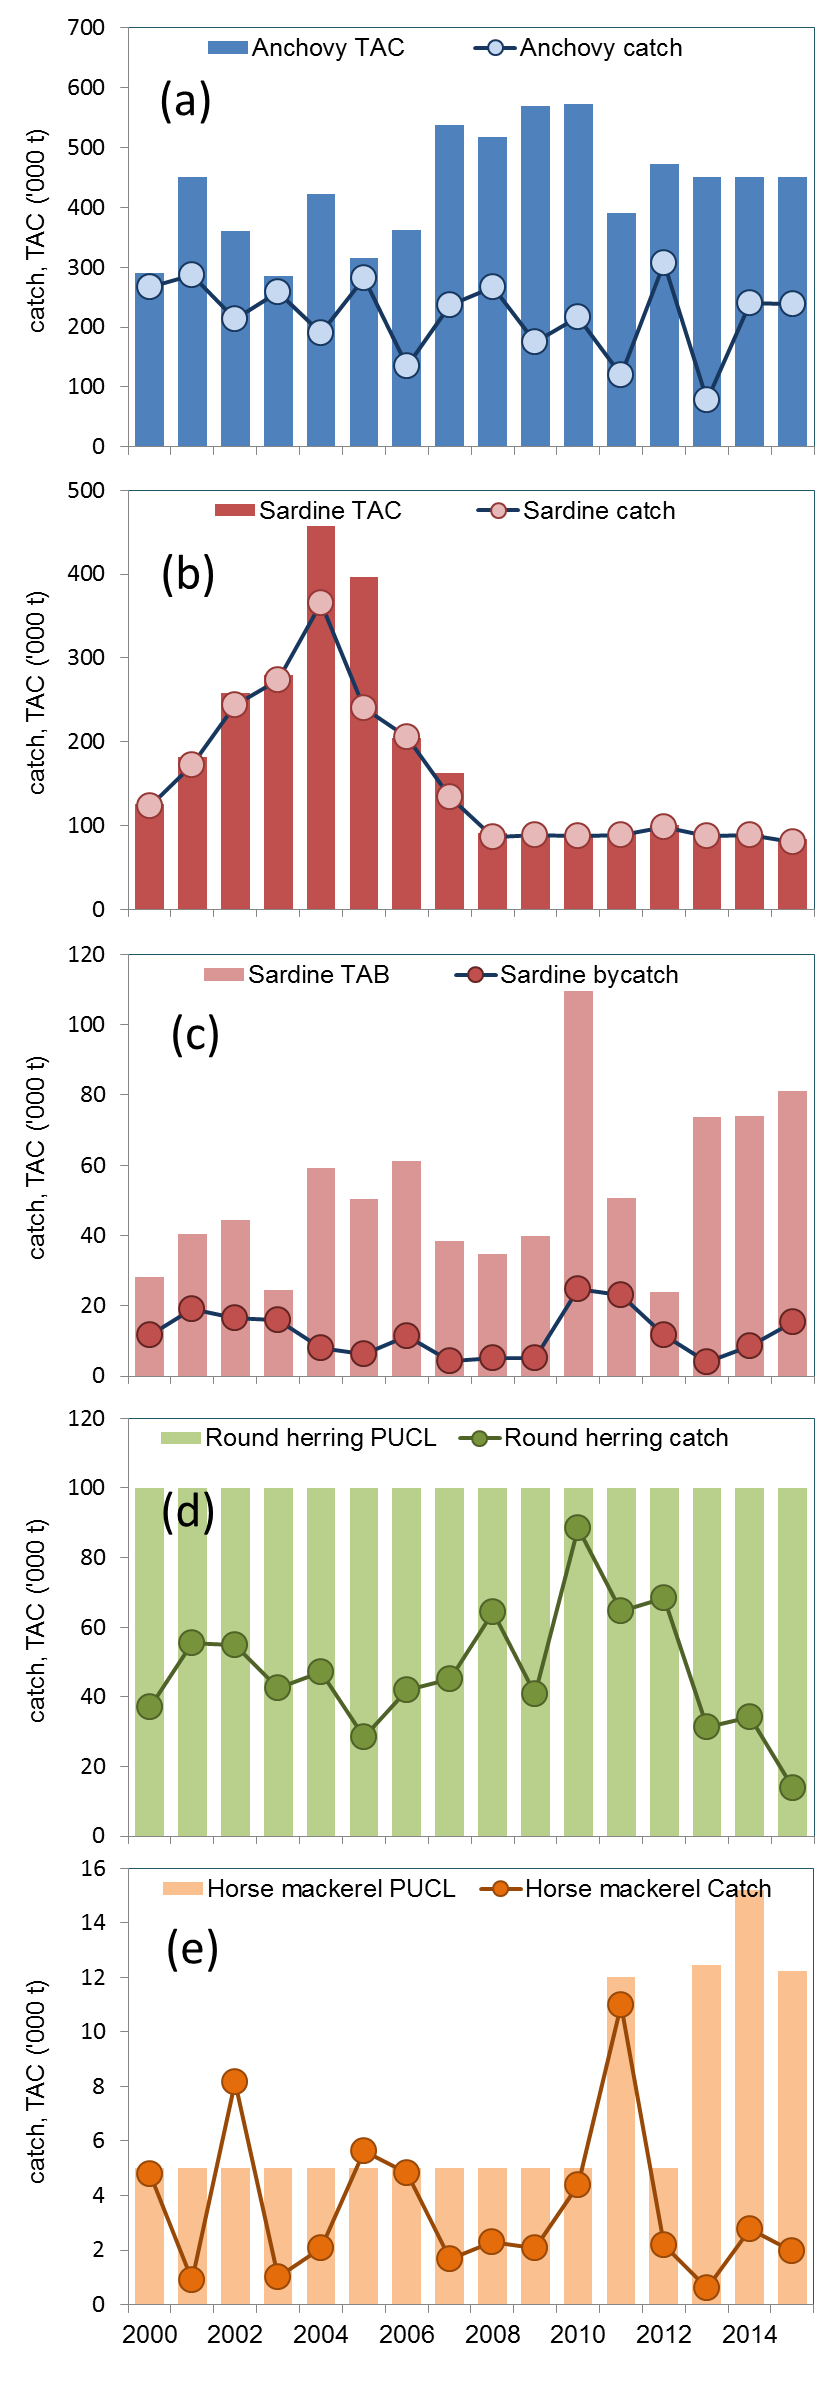 700
Anchovy TAC Anchovy catch
(a)
600
500
400
300
200
100
0
catch, TAC ('000 t)
500
Sardine TAC Sardine catch
(b)
400
300
200
100
0
catch, TAC ('000 t)
120
Sardine TAB Sardine bycatch
(c)
100
80
60
40
20
0
catch, TAC ('000 t)
120
Round herring PUCL Round herring catch
100
(d)
80
60
40
20
0
catch, TAC ('000 t)
16
Horse mackerel PUCL Horse mackerel Catch
14
(e)
12
10
8
6
4
2
0
catch, TAC ('000 t)
2000 2002 2004 2006 2008 2010 2012 2014